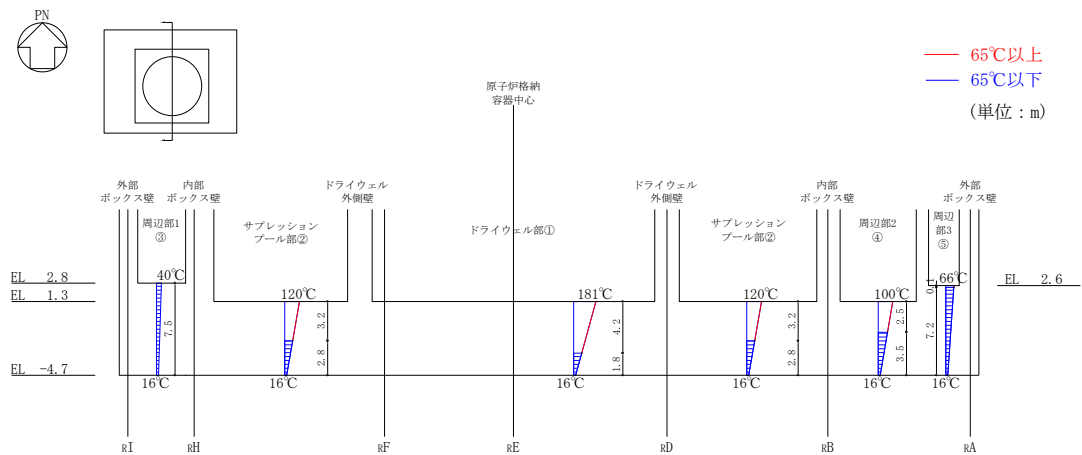 PN
65℃以上
65℃以下
(単位：m)
原子炉格納
容器中心
外部
ボックス壁
内部
ボックス壁
ドライウェル
外側壁
ドライウェル
外側壁
内部
ボックス壁
外部
ボックス壁
周辺部1
③
サプレッション
プール部②
ドライウェル部①
サプレッション
プール部②
周辺部2
④
周辺
部3
⑤
EL 2.8
EL 1.3
EL -4.7
EL 2.6
40℃
120℃
181℃
120℃
100℃
66℃
7.5
3.2
2.8
4.2
1.8
3.2
2.8
2.5
3.5
0.1
7.2
16℃
16℃
16℃
16℃
16℃
16℃
RI
RH
RF
RE
RD
RB
RA